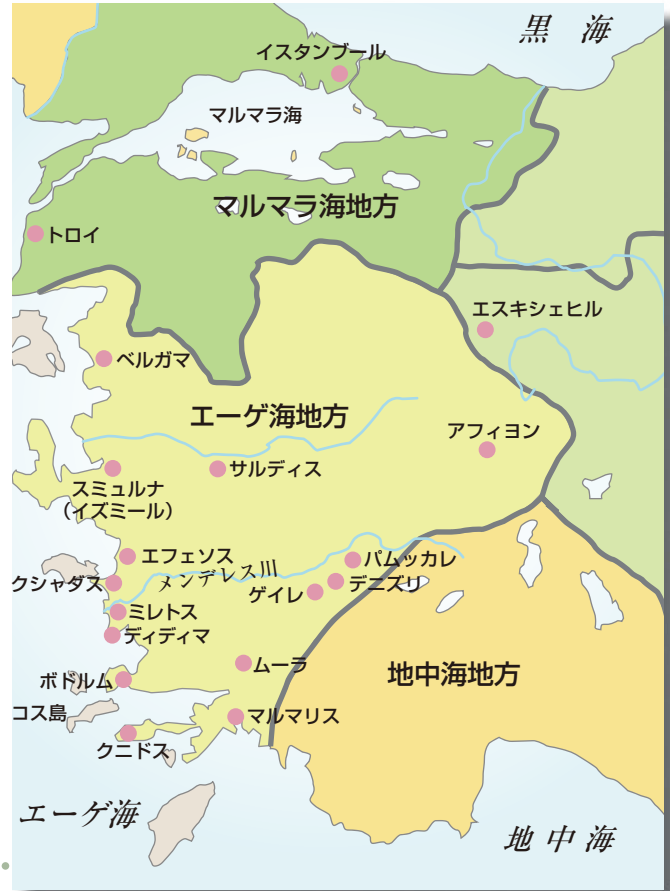 黒 海
イスタンブール
マルマラ海
マルマラ海地方
トロイ
エスキシェヒル
ベルガマ
エーゲ海地方
アフィヨン
サルディス
スミュルナ
（イズミール）
エフェソス
パムッカレ
メンデレス川
クシャダス
デニズリ
ゲイレ
ミレトス
ディディマ
ムーラ
地中海地方
ボドルム
コス島
マルマリス
クニドス
エーゲ海
地 中 海